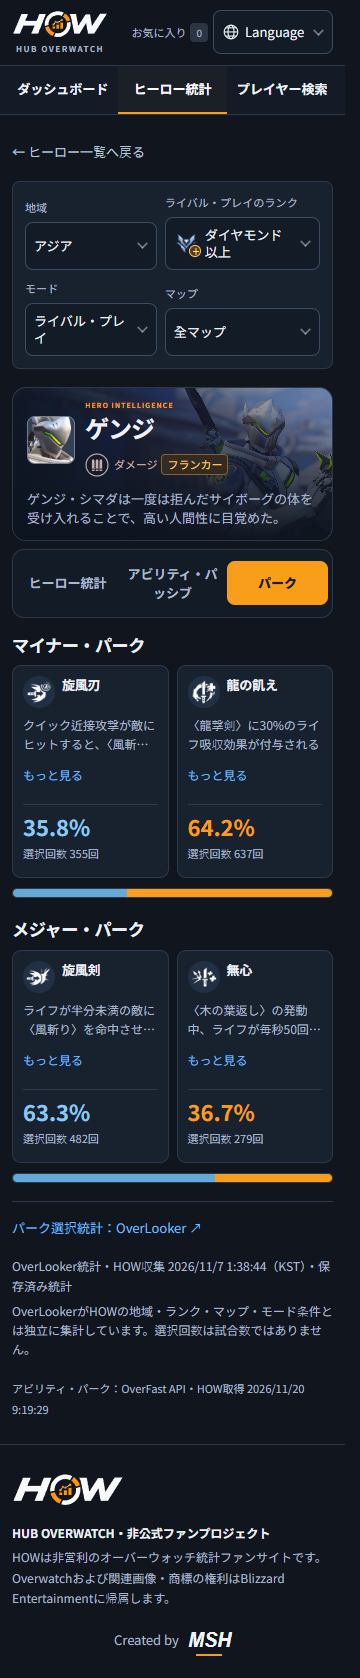 HOW
HUB OVERWATCH
お気に入り 0
Language
ダッシュボード
ヒーロー統計
プレイヤー検索
← ヒーロー一覧へ戻る
地域
ライバル・プレイのランク
アジア
ダイヤモンド
以上
モード
マップ
ライバル・プレ
イ
全マップ
HERO INTELLIGENCE
ゲンジ
ダメージ フランカー
ゲンジ・シマダは一度は拒んだサイボーグの体を
受け入れることで、高い人間性に目覚めた。
ヒーロー統計
アビリティ・パ
ッシブ
パーク
マイナー・パーク
旋風刃
クイック近接攻撃が敵に
ヒットすると、〈風斬…
もっと見る
35.8%
選択回数 355回
龍の飢え
〈龍撃剣〉に30%のライ
フ吸収効果が付与される
もっと見る
64.2%
選択回数 637回
メジャー・パーク
旋風剣
ライフが半分未満の敵に
〈風斬り〉を命中させ…
もっと見る
63.3%
選択回数 482回
無心
〈木の葉返し〉の発動
中、ライフが毎秒50回…
もっと見る
36.7%
選択回数 279回
パーク選択統計：OverLooker ↗
OverLooker統計・HOW収集 2026/11/7 1:38:44（KST）・保
存済み統計
OverLookerがHOWの地域・ランク・マップ・モード条件と
は独立に集計しています。選択回数は試合数ではありませ
ん。
アビリティ・パーク：OverFast API・HOW取得 2026/11/20
9:19:29
HOW
HUB OVERWATCH・非公式ファンプロジェクト
HOWは非営利のオーバーウォッチ統計ファンサイトです。
Overwatchおよび関連画像・商標の権利はBlizzard
Entertainmentに帰属します。
Created by MSH